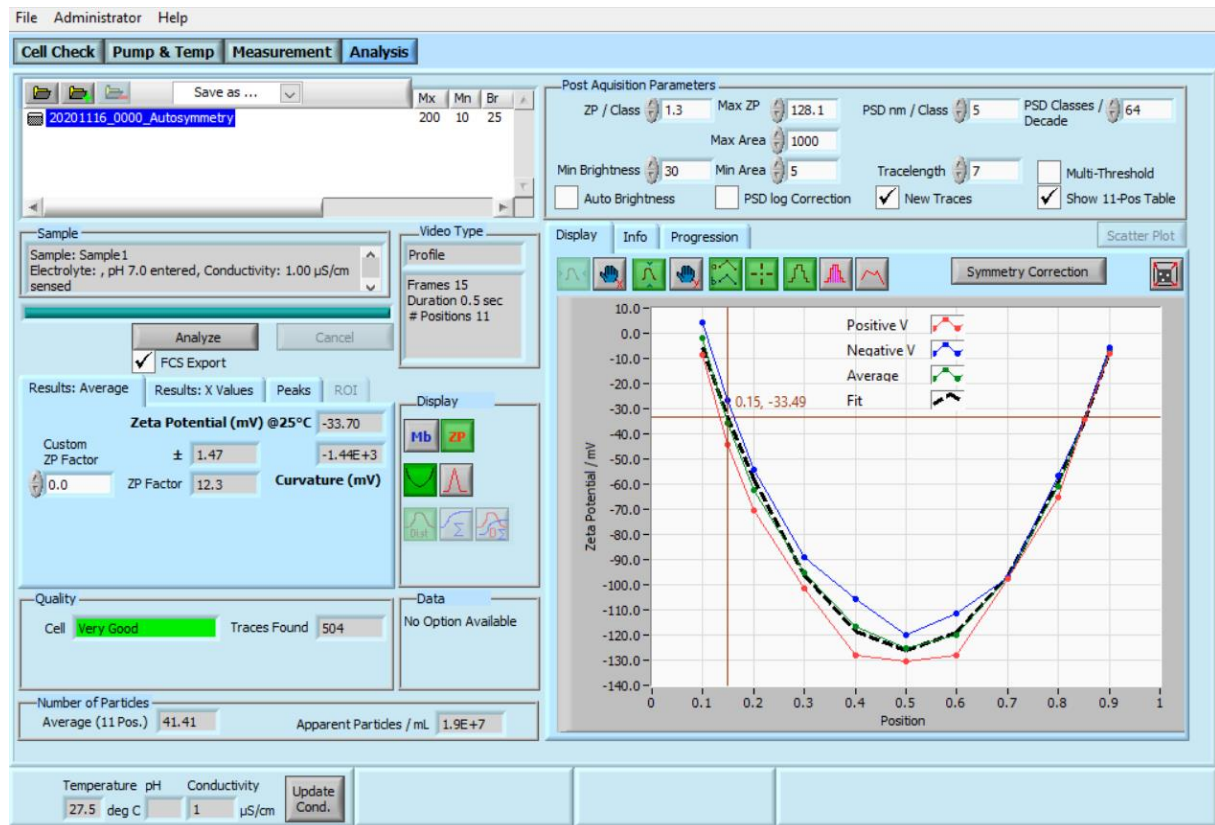 File Administrator Help
Cell Check Pump & Temp Measurement Analysis
Save as ...
Mx Mn Br
20201116_0000_Autosymmetry 200 10 25
Post Aquisition Parameters
ZP / Class 1.3 Max ZP 128.1 PSD nm / Class 5 PSD Classes / Decade 64
Max Area 1000
Min Brightness 30 Min Area 5 Tracelength 7 Multi-Threshold
Auto Brightness PSD log Correction New Traces Show 11-Pos Table
Sample
Sample: Sample1
Electrolyte: , pH 7.0 entered, Conductivity: 1.00 µS/cm
sensed
Video Type
Profile
Frames 15
Duration 0.5 sec
# Positions 11
Analyze Cancel
FCS Export
Results: Average Results: X Values Peaks ROI
Zeta Potential (mV) @25°C -33.70
Custom
ZP Factor
0.0
± 1.47 -1.44E+3
ZP Factor 12.3 Curvature (mV)
Display
Mb ZP
Dist Σ DΣ
Quality
Cell Very Good Traces Found 504
Data
No Option Available
Number of Particles
Average (11 Pos.) 41.41 Apparent Particles / mL 1.9E+7
Display Info Progression Scatter Plot
Symmetry Correction
Positive V
Negative V
Average
Fit
0.15, -33.49
Zeta Potential / mV
10.0
0.0
-10.0
-20.0
-30.0
-40.0
-50.0
-60.0
-70.0
-80.0
-90.0
-100.0
-110.0
-120.0
-130.0
-140.0
0 0.1 0.2 0.3 0.4 0.5 0.6 0.7 0.8 0.9 1
Position
Temperature pH Conductivity
27.5 deg C 1 µS/cm
Update
Cond.